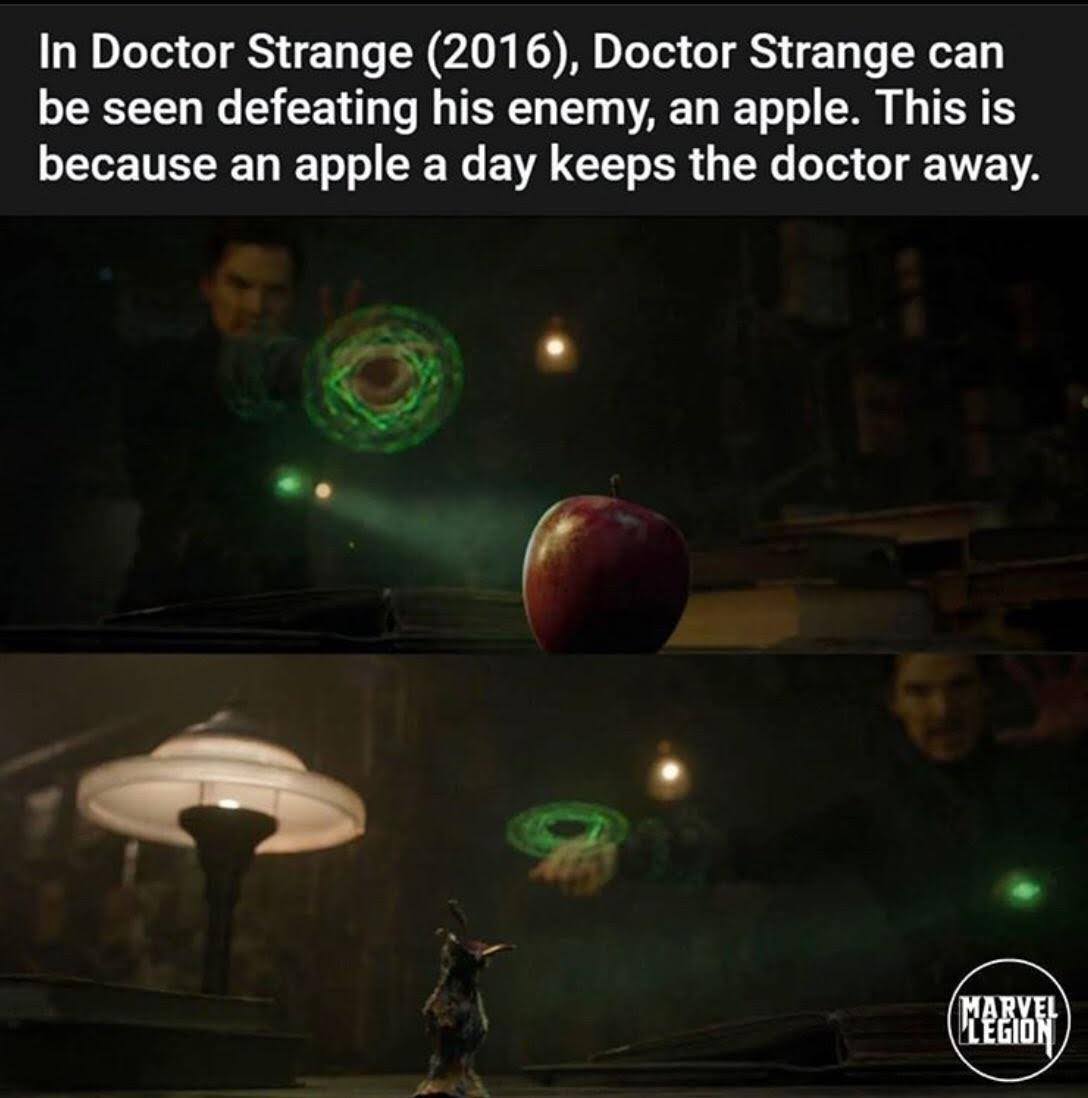 In Doctor Strange (2016), Doctor Strange can
be seen defeating his enemy, an apple. This is
because an apple a day keeps the doctor away.
MARVEL
LEGION